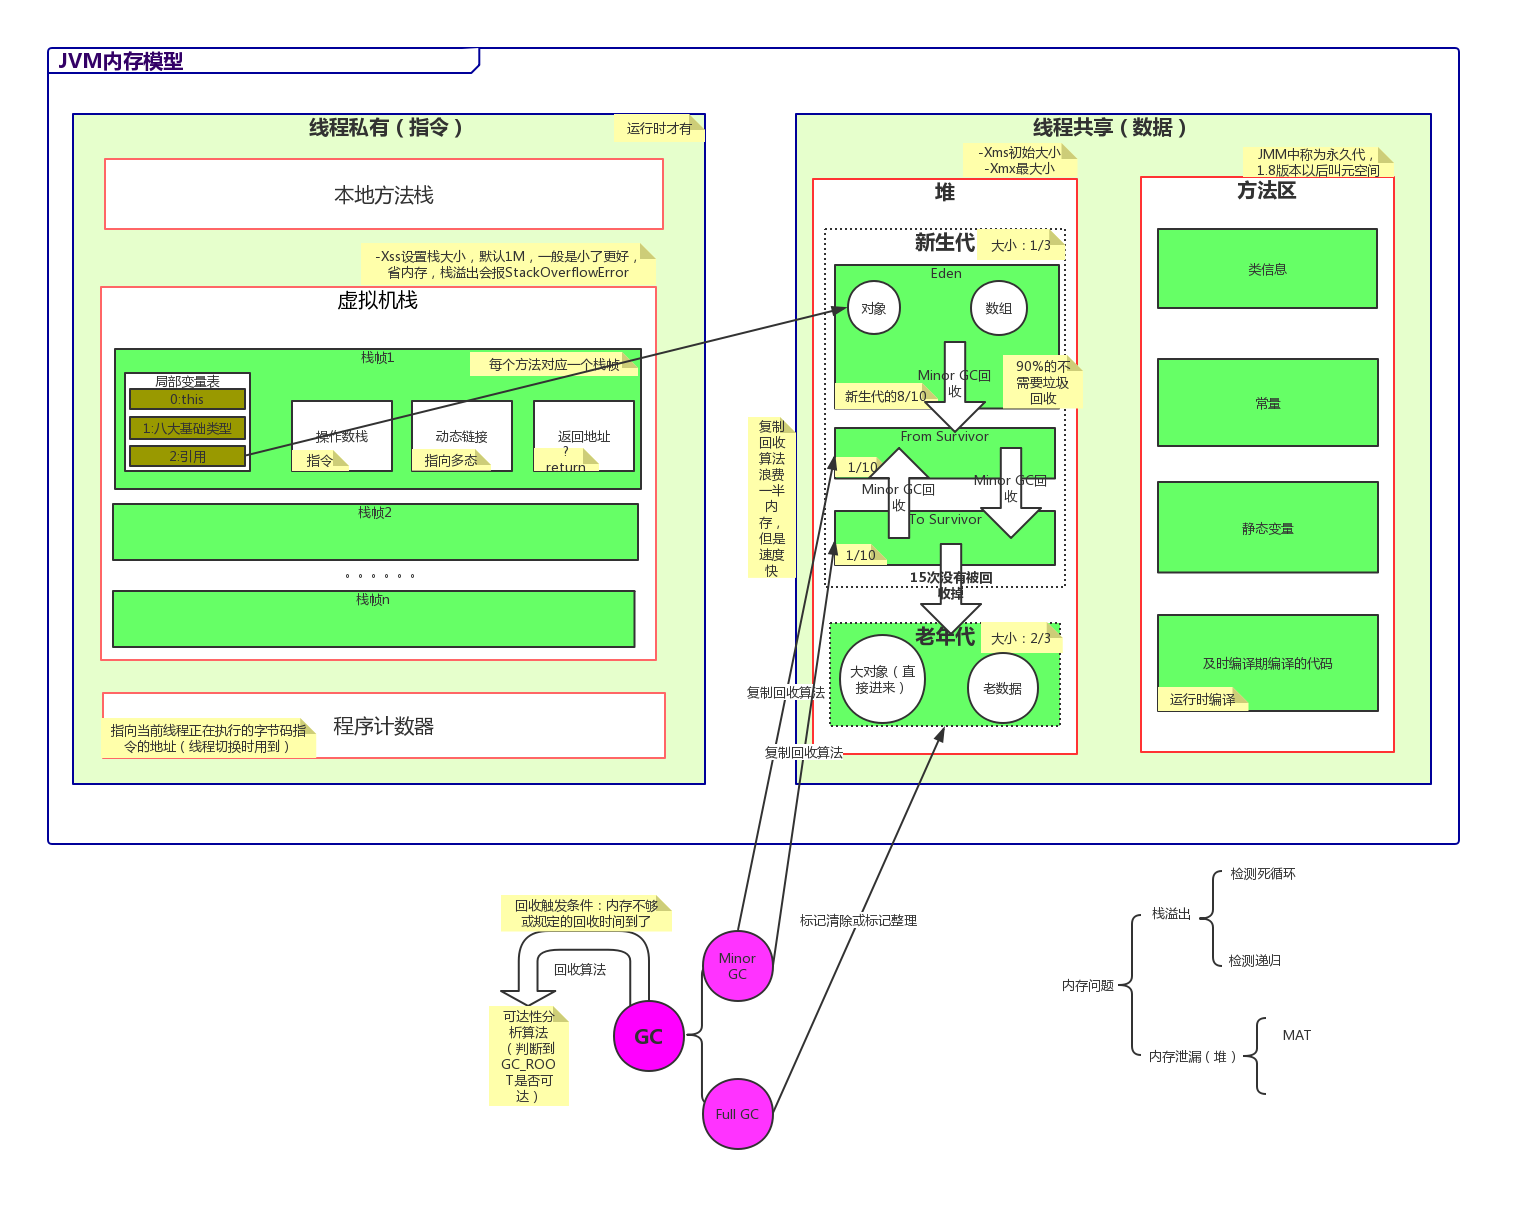 JVM内存模型
线程私有（指令）
运行时才有
本地方法栈
-Xss设置栈大小，默认1M，一般是小了更好，
省内存，栈溢出会报StackOverflowError
虚拟机栈
栈帧1
每个方法对应一个栈帧
局部变量表
0:this
1:八大基础类型
2:引用
操作数栈
指令
动态链接
指向多态
返回地址
?
return
栈帧2
。。。。。。
栈帧n
程序计数器
指向当前线程正在执行的字节码指
令的地址（线程切换时用到）
线程共享（数据）
-Xms初始大小
-Xmx最大小
堆
新生代
大小：1/3
Eden
对象
数组
Minor GC回
收
90%的不
需要垃圾
回收
新生代的8/10
From Survivor
1/10
Minor GC回
收
Minor GC回
收
To Survivor
1/10
15次没有被回
收掉
复制
回收
算法
浪费
一半
内
存，
但是
速度
快
老年代
大小：2/3
大对象（直
接进来）
老数据
JMM中称为永久代，
1.8版本以后叫元空间
方法区
类信息
常量
静态变量
及时编译期编译的代码
运行时编译
复制回收算法
复制回收算法
标记清除或标记整理
回收触发条件：内存不够
或规定的回收时间到了
回收算法
可达性分
析算法
（判断到
GC_ROO
T是否可
达）
GC
Minor
GC
Full GC
内存问题
栈溢出
检测死循环
检测递归
内存泄漏（堆）
MAT